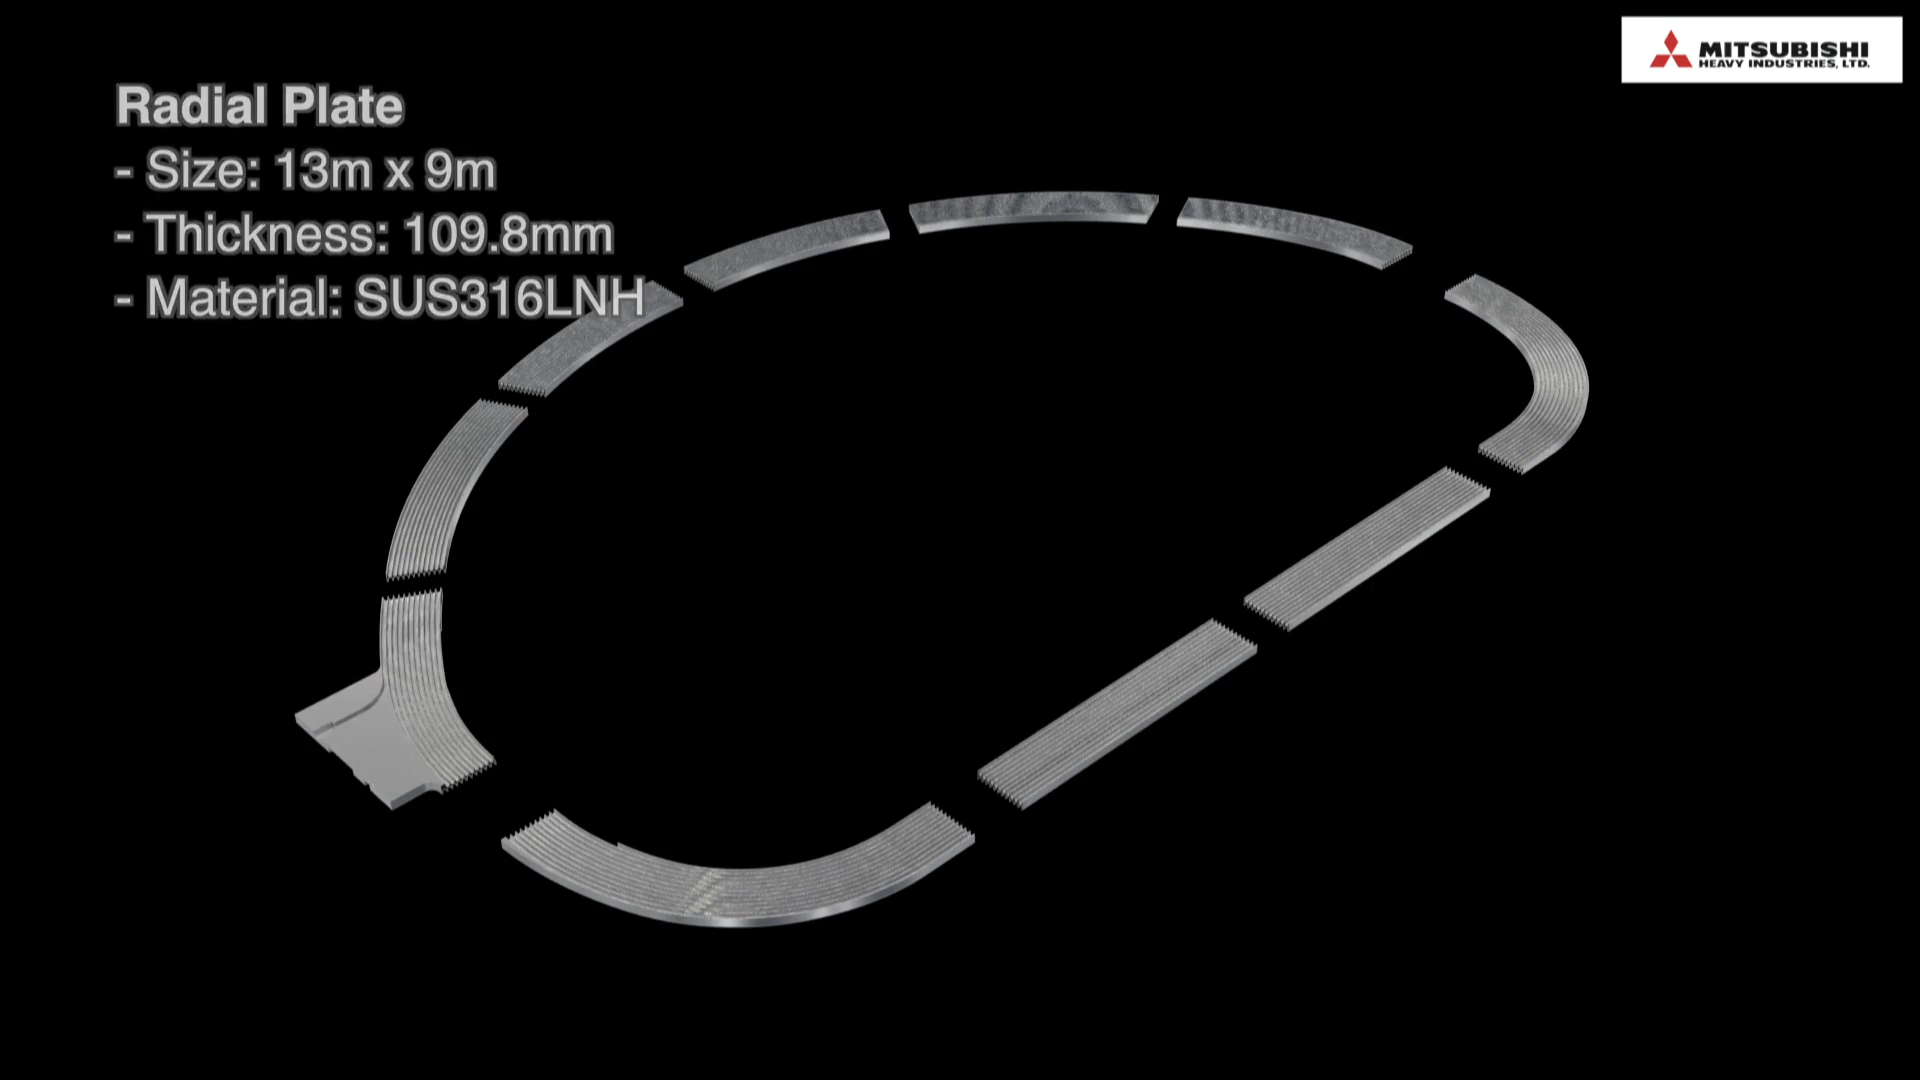 MITSUBISHI
HEAVY INDUSTRIES, LTD.
Radial Plate
- Size: 13m x 9m
- Thickness: 109.8mm
- Material: SUS316LNH